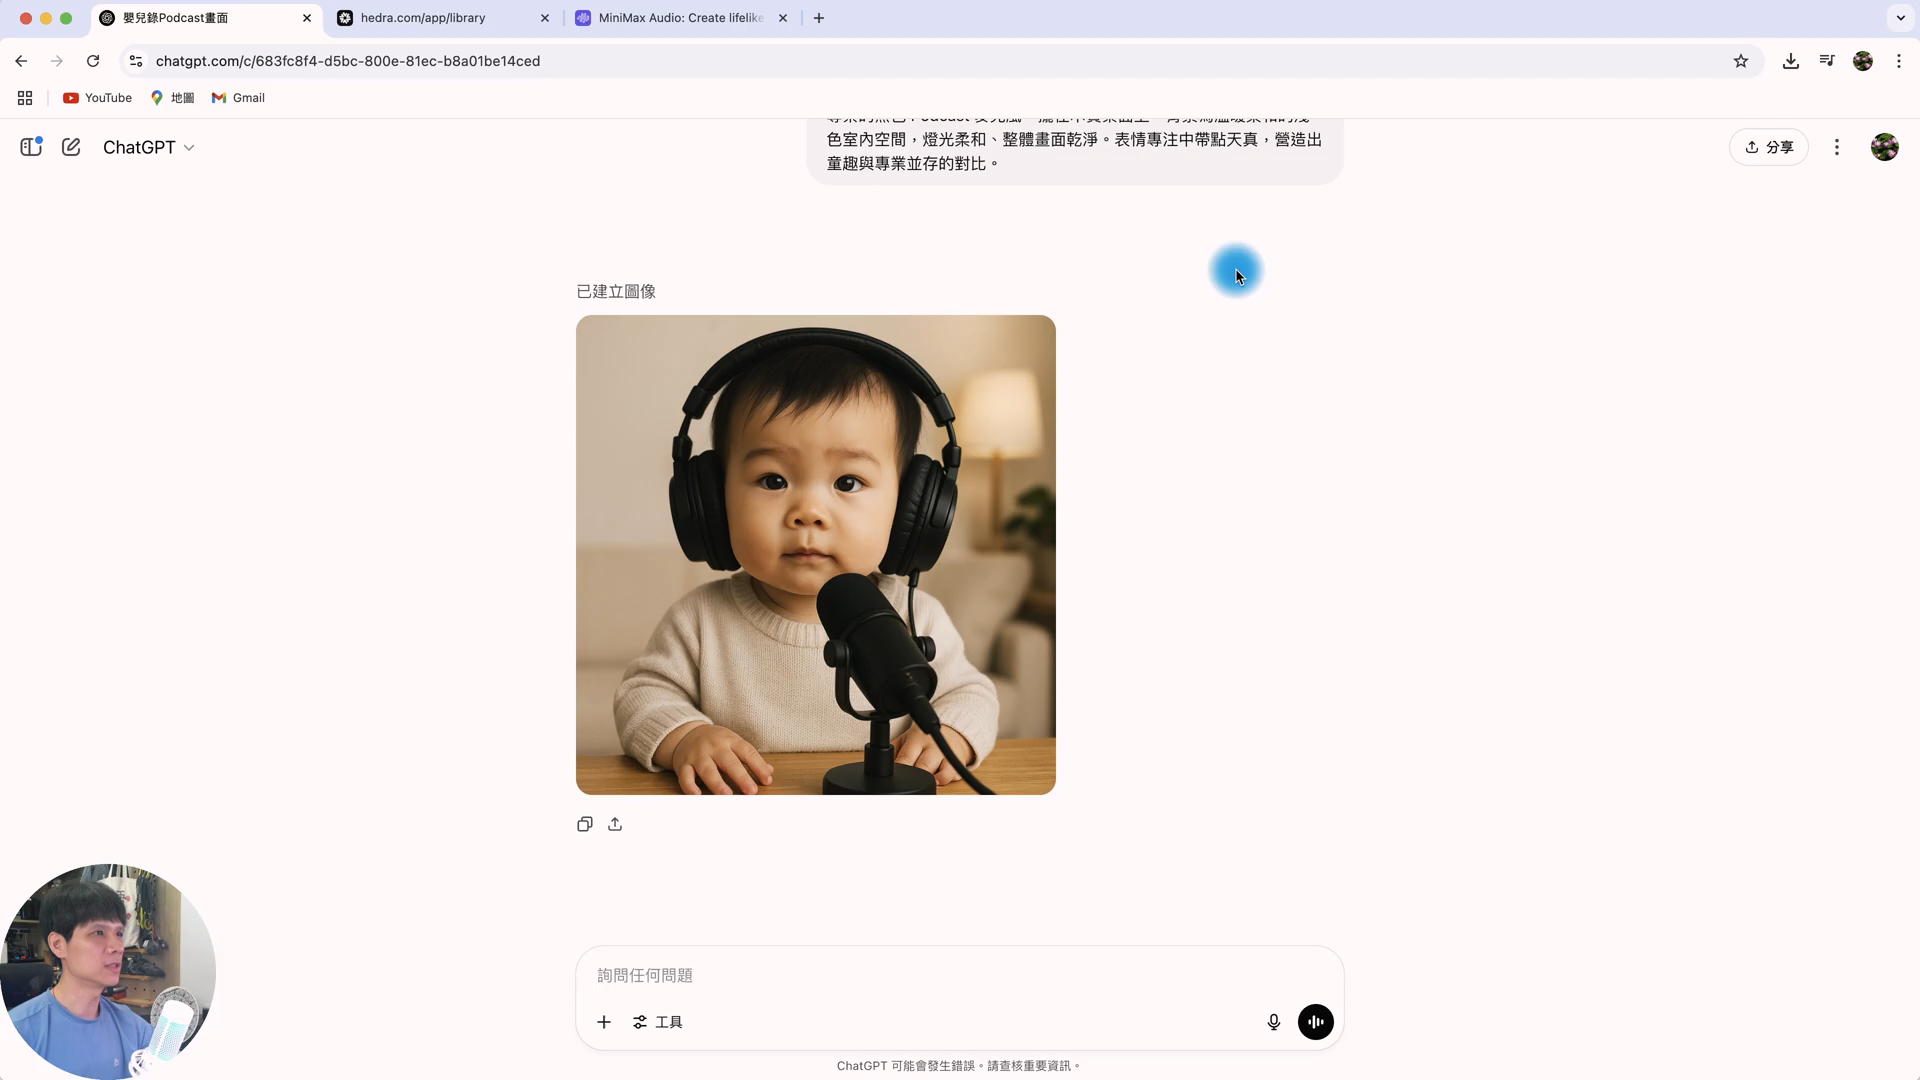 嬰兒錄Podcast畫面
hedra.com/app/library
MiniMax Audio: Create lifelike
chatgpt.com/c/683fc8f4-d5bc-800e-81ec-b8a01be14ced
YouTube
地圖
Gmail
ChatGPT
分享
色室內空間，燈光柔和、整體畫面乾淨。表情專注中帶點天真，營造出
童趣與專業並存的對比。
已建立圖像
詢問任何問題
工具
ChatGPT 可能會發生錯誤。請查核重要資訊。